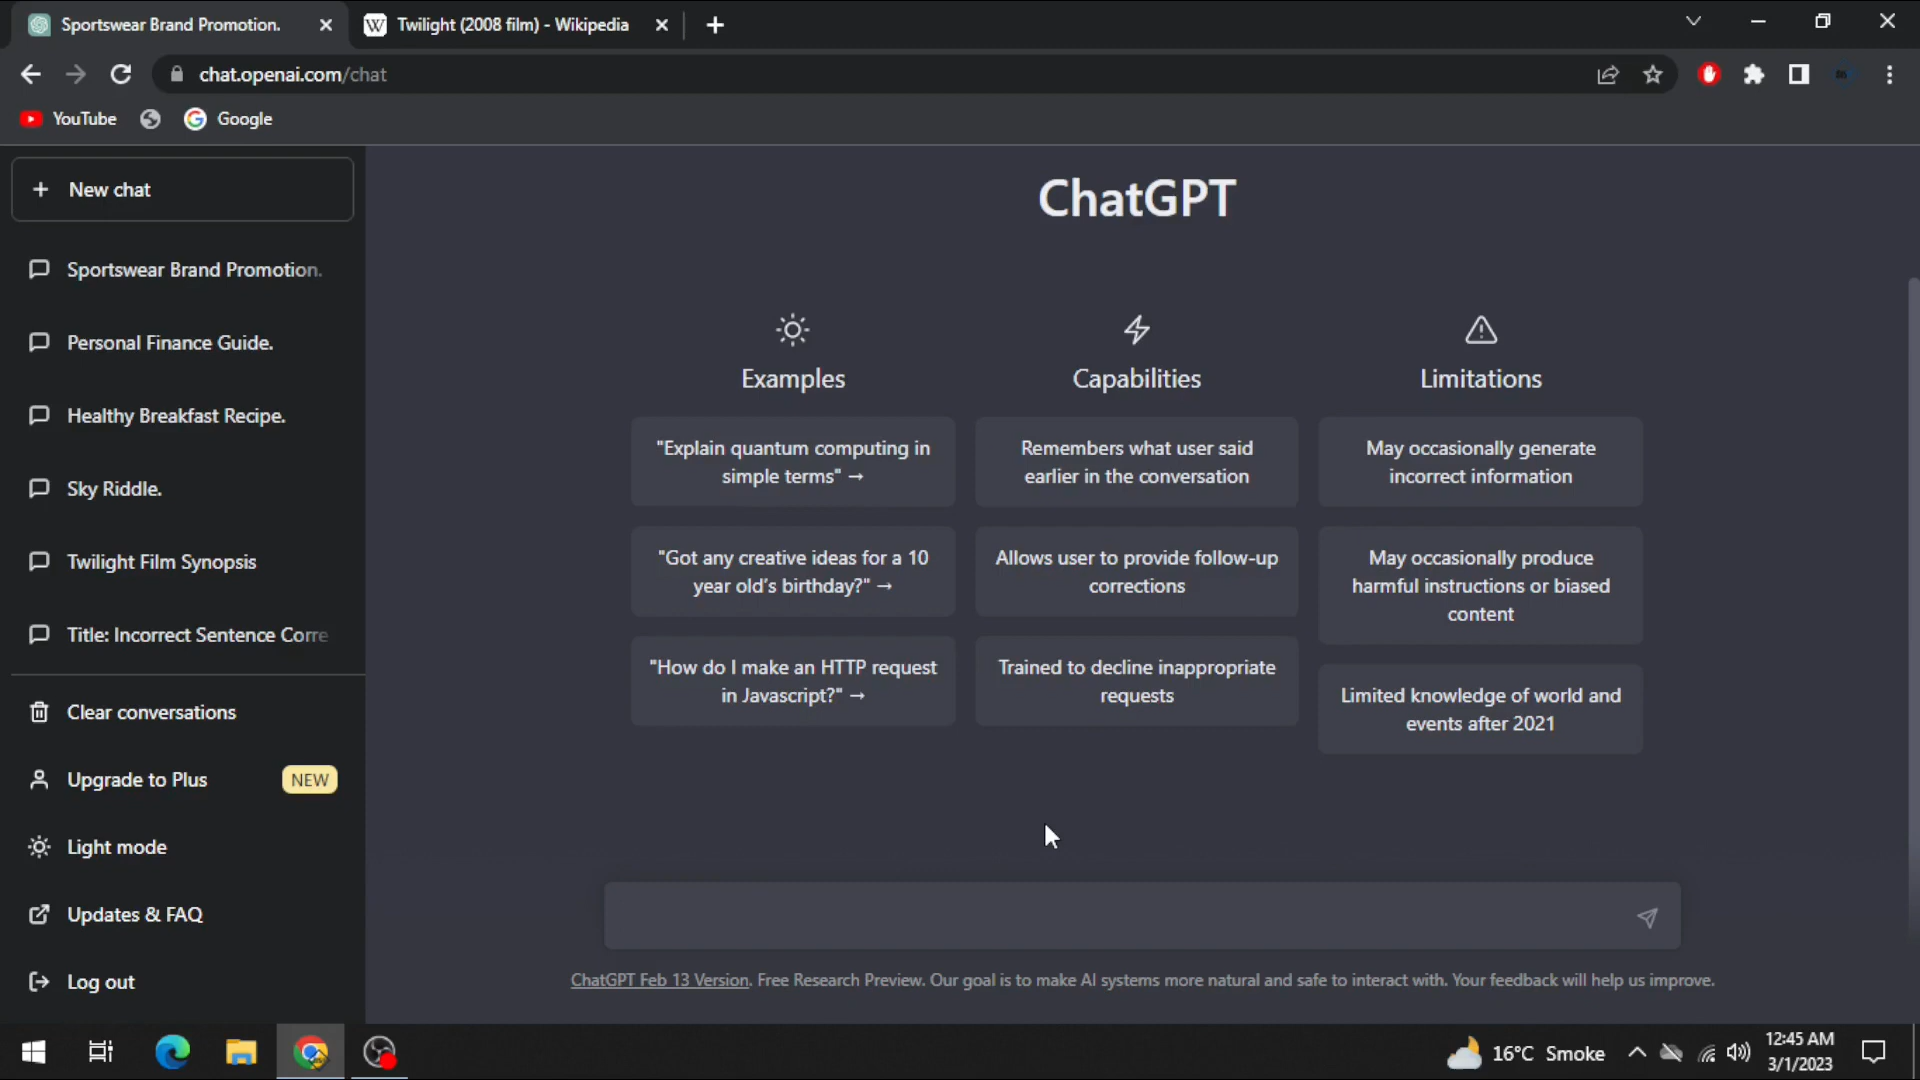 Sportswear Brand Promotion.
W Twilight (2008 film) - Wikipedia
chat.openai.com/chat
YouTube
Google
New chat
Sportswear Brand Promotion.
Personal Finance Guide.
Healthy Breakfast Recipe.
Sky Riddle.
Twilight Film Synopsis
Title: Incorrect Sentence Corre
Clear conversations
Upgrade to Plus NEW
Light mode
Updates & FAQ
Log out
ChatGPT
Examples
"Explain quantum computing in
simple terms" →
"Got any creative ideas for a 10
year old's birthday?" →
"How do I make an HTTP request
in Javascript?" →
Capabilities
Remembers what user said
earlier in the conversation
Allows user to provide follow-up
corrections
Trained to decline inappropriate
requests
Limitations
May occasionally generate
incorrect information
May occasionally produce
harmful instructions or biased
content
Limited knowledge of world and
events after 2021
ChatGPT Feb 13 Version. Free Research Preview. Our goal is to make AI systems more natural and safe to interact with. Your feedback will help us improve.
16°C Smoke
12:45 AM
3/1/2023